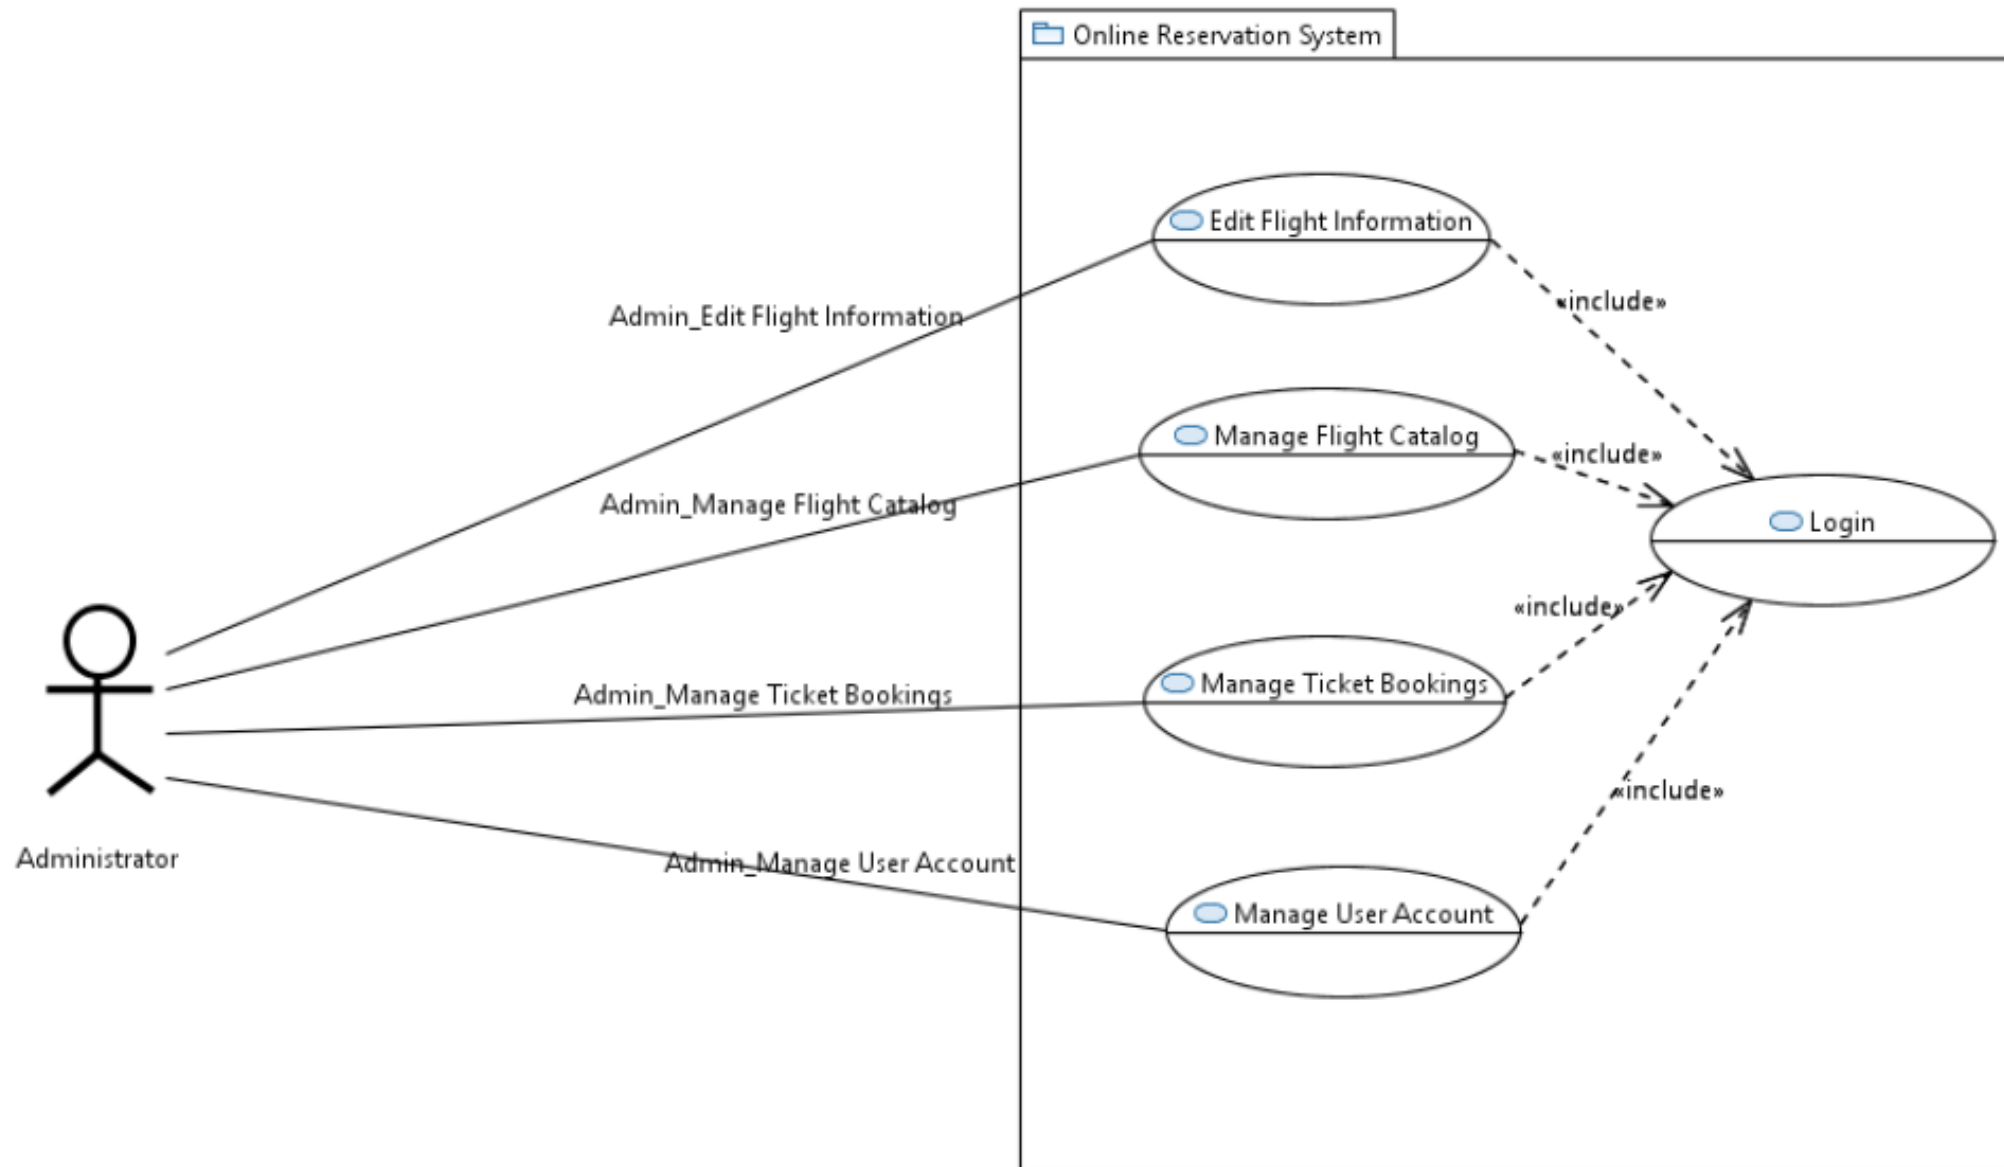 Online Reservation System
Edit Flight Information
«include»
Admin_Edit Flight Information
Manage Flight Catalog
«include»
Admin_Manage Flight Catalog
Login
«include»
Manage Ticket Bookings
Admin_Manage Ticket Bookings
«include»
Administrator
Admin_Manage User Account
Manage User Account